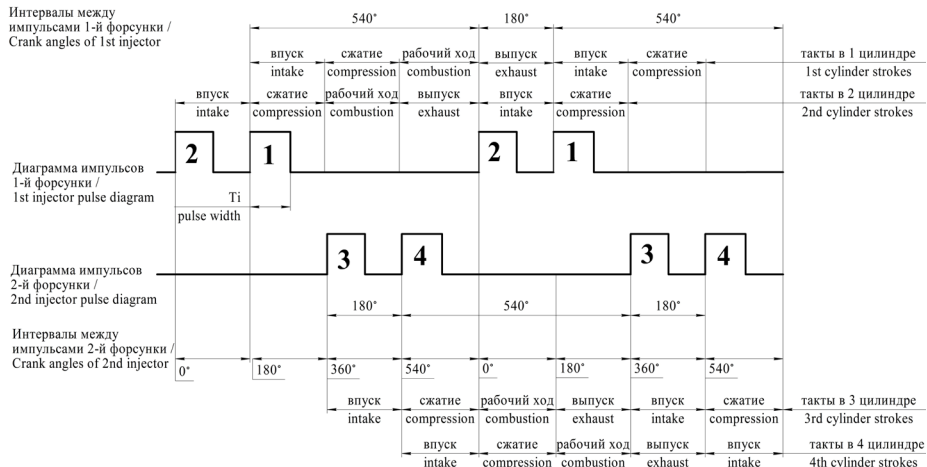 Интервалы между
импульсами 1-й форсунки /
Crank angles of 1st injector
540˚ 180˚ 540˚
впуск сжатие рабочий ход выпуск впуск сжатие такты в 1 цилиндре
intake compression combustion exhaust intake compression 1st cylinder strokes
впуск сжатие рабочий ход выпуск впуск сжатие такты в 2 цилиндре
intake compression combustion exhaust intake compression 2nd cylinder strokes
2 1 2 1
Диаграмма импульсов
1-й форсунки /
1st injector pulse diagram
Ti
pulse width
3 4 3 4
Диаграмма импульсов
2-й форсунки /
2nd injector pulse diagram
180˚ 540˚ 180˚
Интервалы между
импульсами 2-й форсунки /
Crank angles of 2nd injector
0˚ 180˚ 360˚ 540˚ 0˚ 180˚ 360˚ 540˚
впуск сжатие рабочий ход выпуск впуск сжатие такты в 3 цилиндре
intake compression combustion exhaust intake compression 3rd cylinder strokes
впуск сжатие рабочий ход выпуск впуск такты в 4 цилиндре
intake compression combustion exhaust intake 4th cylinder strokes